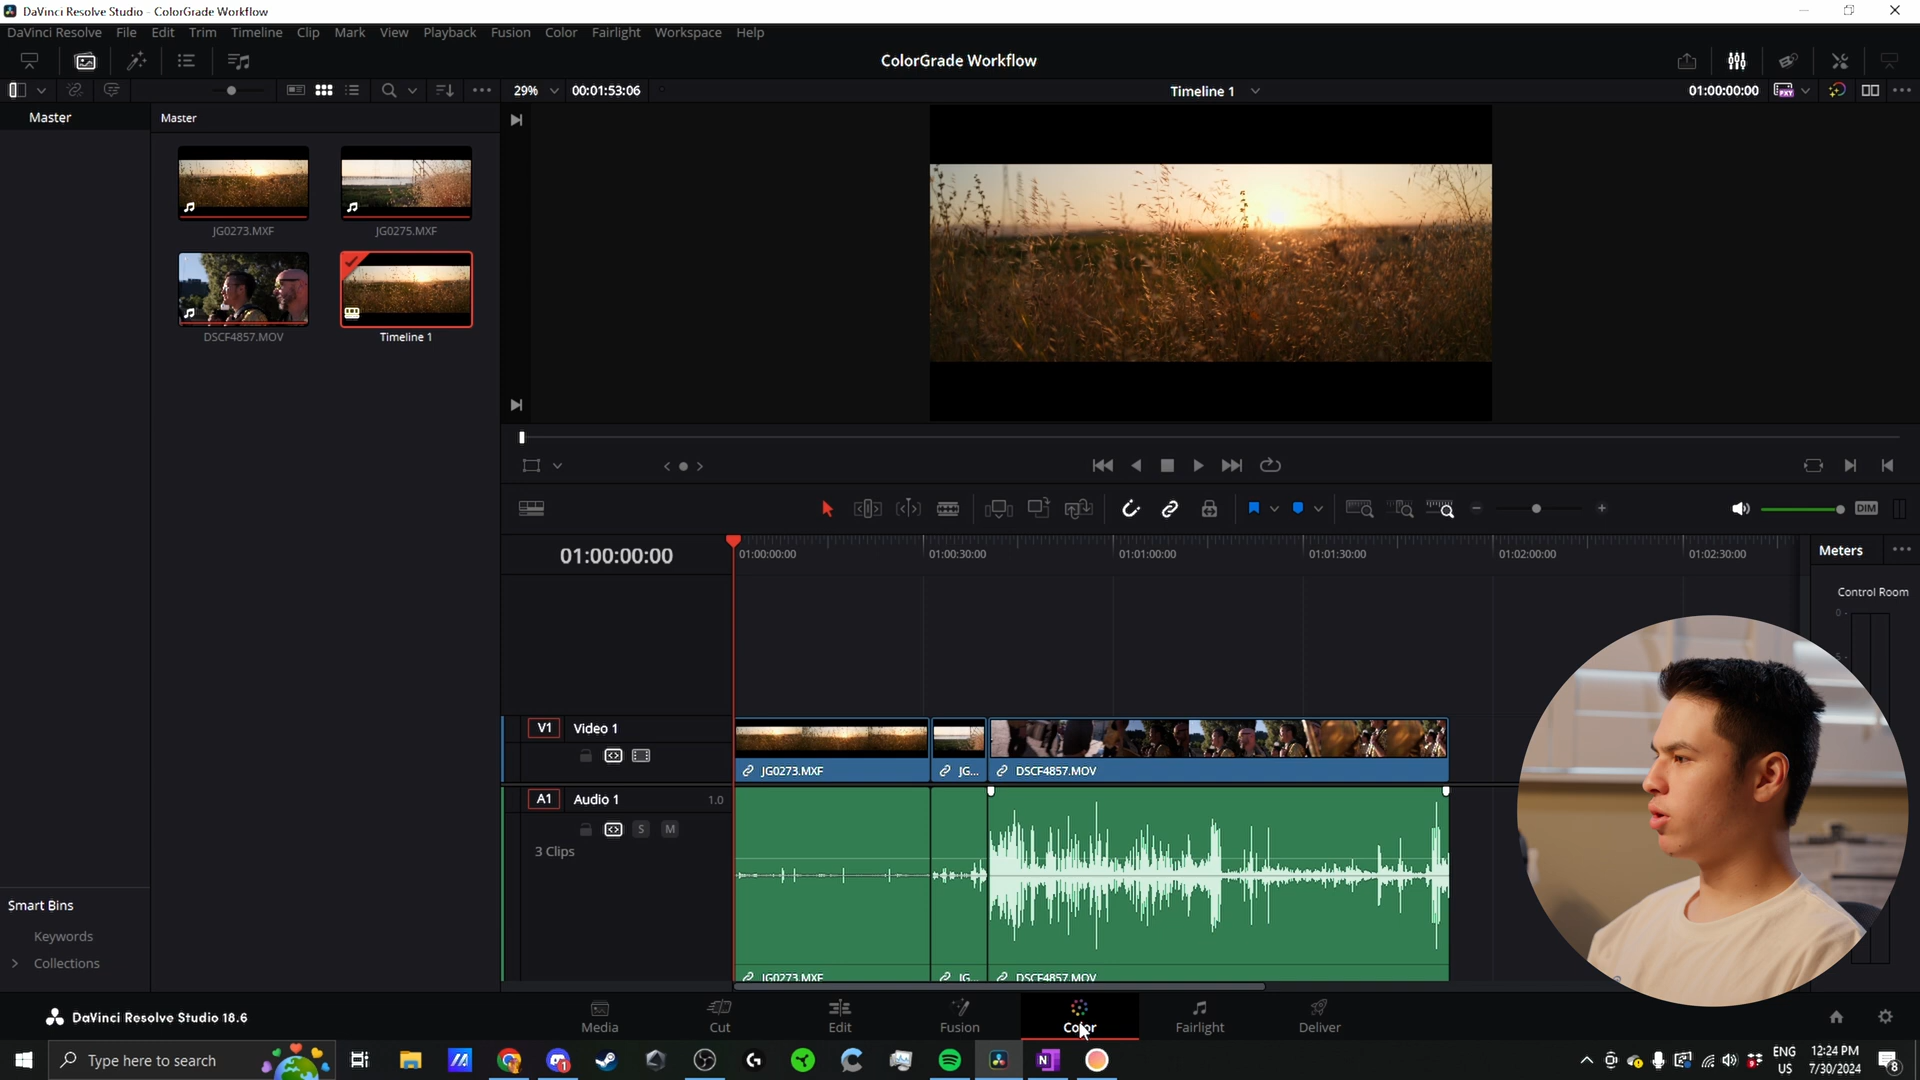 DaVinci Resolve Studio - ColorGrade Workflow
DaVinci Resolve File Edit Trim Timeline Clip Mark View Playback Fusion Color Fairlight Workspace Help
ColorGrade Workflow
29% 00:01:53:06 Timeline 1 01:00:00:00
Master
Master
JG0273.MXF
JG0275.MXF
DSCF4857.MOV
Timeline 1
DIM
01:00:00:00
01:00:00:00 01:00:30:00 01:01:00:00 01:01:30:00 01:02:00:00 01:02:30:00
Meters
Control Room
0
V1 Video 1
JG0273.MXF JG... DSCF4857.MOV
A1 Audio 1 1.0
S M
3 Clips
JG0273.MXF JG... DSCF4857.MOV
Smart Bins
Keywords
Collections
DaVinci Resolve Studio 18.6
Media Cut Edit Fusion Color Fairlight Deliver
Type here to search
ENG
US
12:24 PM
7/30/2024
8